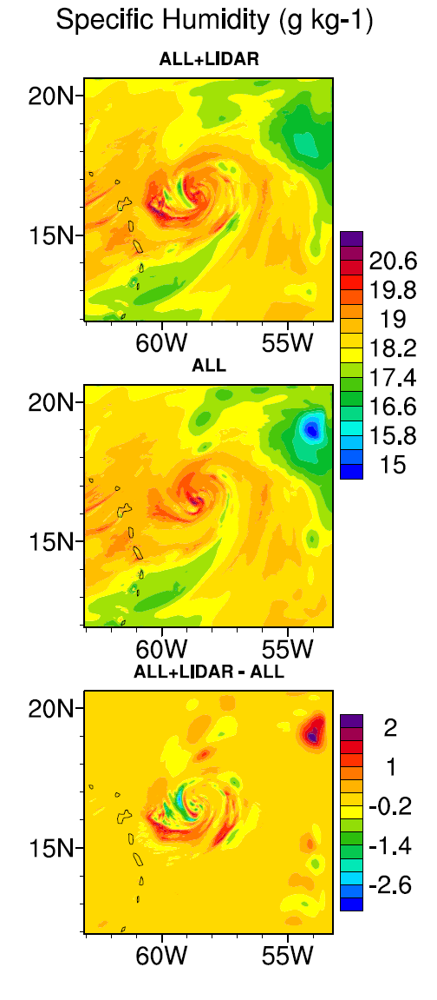 Specific Humidity (g kg-1)
ALL+LIDAR
20N
15N
60W 55W
20.6
19.8
19
18.2
17.4
16.6
15.8
15
ALL
20N
15N
60W 55W
ALL+LIDAR - ALL
20N
15N
60W 55W
2
1
-0.2
-1.4
-2.6